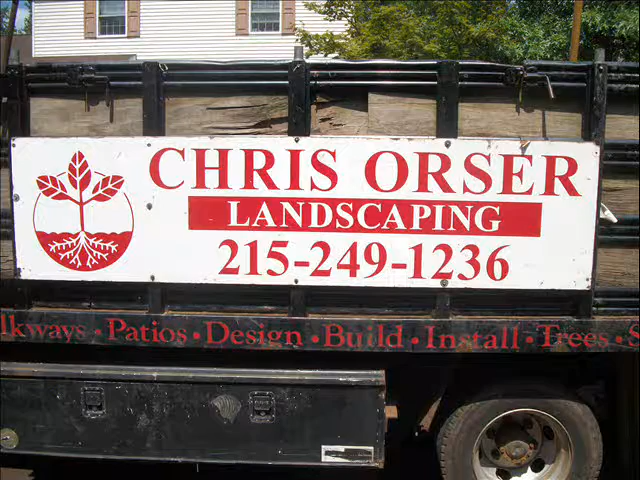 CHRIS ORSER
LANDSCAPING
215-249-1236
lkways • Patios • Design • Build • Install • Trees • S